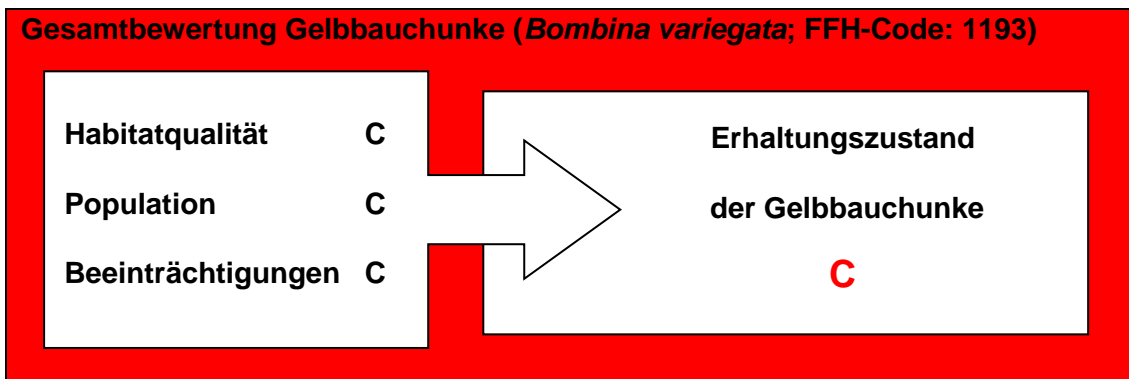 Gesamtbewertung Gelbbauchunke (Bombina variegata; FFH-Code: 1193)
Habitatqualität C
Population C
Beeinträchtigungen C
Erhaltungszustand
der Gelbbauchunke
C